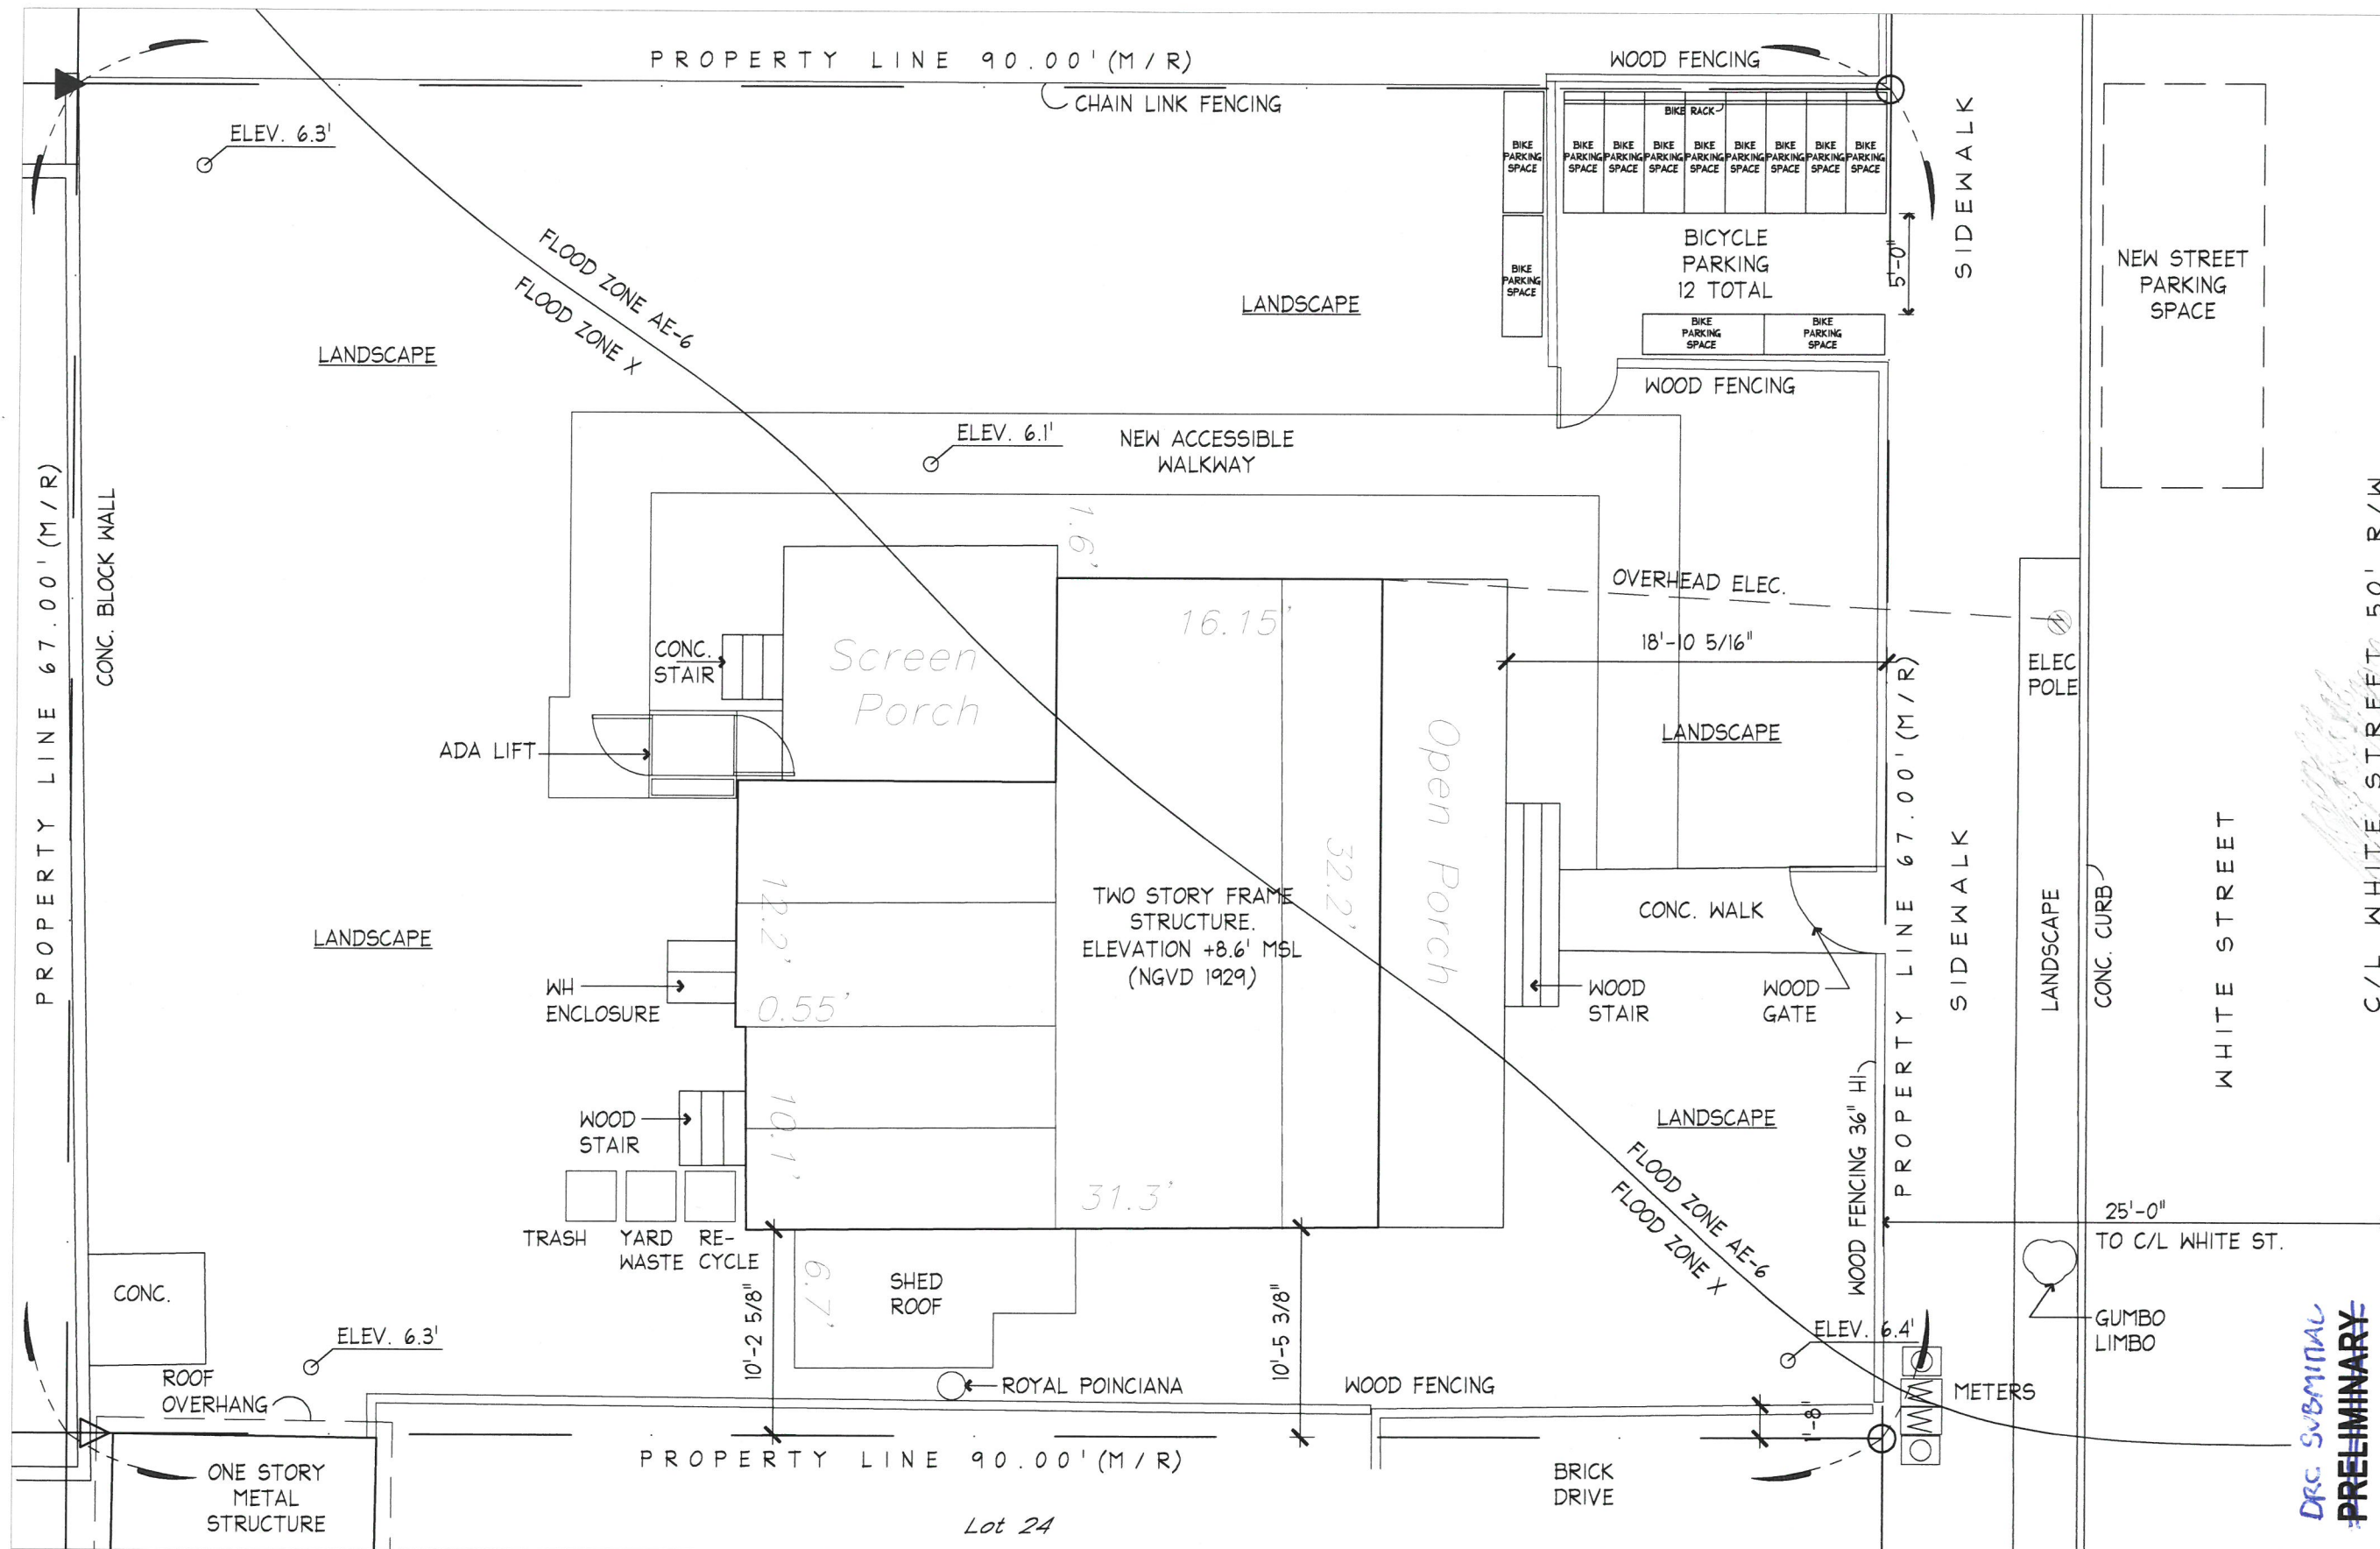 PROPERTY LINE 90.00' (M/R)
WOOD FENCING
CHAIN LINK FENCING
BIKE RACK
ELEV. 6.3'
BIKE
PARKING
SPACE
BIKE
PARKING
SPACE
BIKE
PARKING
SPACE
BIKE
PARKING
SPACE
BIKE
PARKING
SPACE
BIKE
PARKING
SPACE
BIKE
PARKING
SPACE
BIKE
PARKING
SPACE
BIKE
PARKING
SPACE
SIDEWALK
FLOOD ZONE AE-6
FLOOD ZONE X
BICYCLE
PARKING
12 TOTAL
5'-0"
NEW STREET
PARKING
SPACE
BIKE
PARKING
SPACE
LANDSCAPE
BIKE
PARKING
SPACE
BIKE
PARKING
SPACE
LANDSCAPE
WOOD FENCING
ELEV. 6.1'
NEW ACCESSIBLE
WALKWAY
PROPERTY LINE 67.00' (M/R)
CONC. BLOCK WALL
1.6'
OVERHEAD ELEC.
16.15'
18'-10 5/16"
CONC.
STAIR
Screen
Porch
ELEC
POLE
C/L WHITE STREET 50' R/W
ADA LIFT
LANDSCAPE
Open Porch
PROPERTY LINE 67.00' (M/R)
12.2'
32.2'
TWO STORY FRAME
STRUCTURE.
ELEVATION +8.6' MSL
(NGVD 1929)
CONC. WALK
SIDEWALK
LANDSCAPE
CONC. CURB
WHITE STREET
LANDSCAPE
WH
ENCLOSURE
0.55'
WOOD
STAIR
WOOD
GATE
WOOD
STAIR
10.1'
LANDSCAPE
WOOD FENCING 36" HI
31.3'
FLOOD ZONE AE-6
FLOOD ZONE X
25'-0"
TO C/L WHITE ST.
TRASH
YARD
WASTE
RE-
CYCLE
CONC.
6.7'
SHED
ROOF
10'-2 5/8"
10'-5 3/8"
ELEV. 6.3'
ELEV. 6.4'
GUMBO
LIMBO
ROOF
OVERHANG
ROYAL POINCIANA
WOOD FENCING
METERS
1'-8"
PROPERTY LINE 90.00' (M/R)
ONE STORY
METAL
STRUCTURE
BRICK
DRIVE
Lot 24
DRC SUBMITTAL
PRELIMINARY